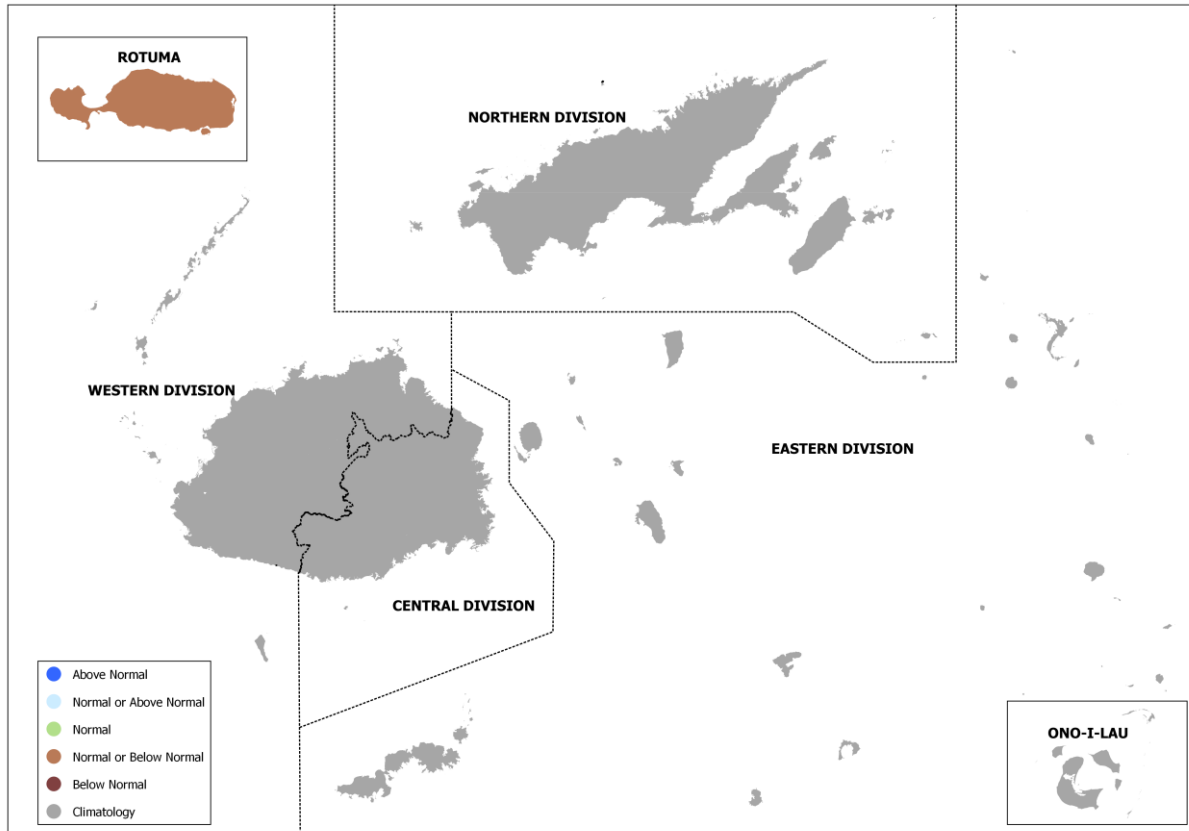 ROTUMA
NORTHERN DIVISION
WESTERN DIVISION
EASTERN DIVISION
CENTRAL DIVISION
Above Normal
Normal or Above Normal
Normal
Normal or Below Normal
Below Normal
Climatology
ONO-I-LAU